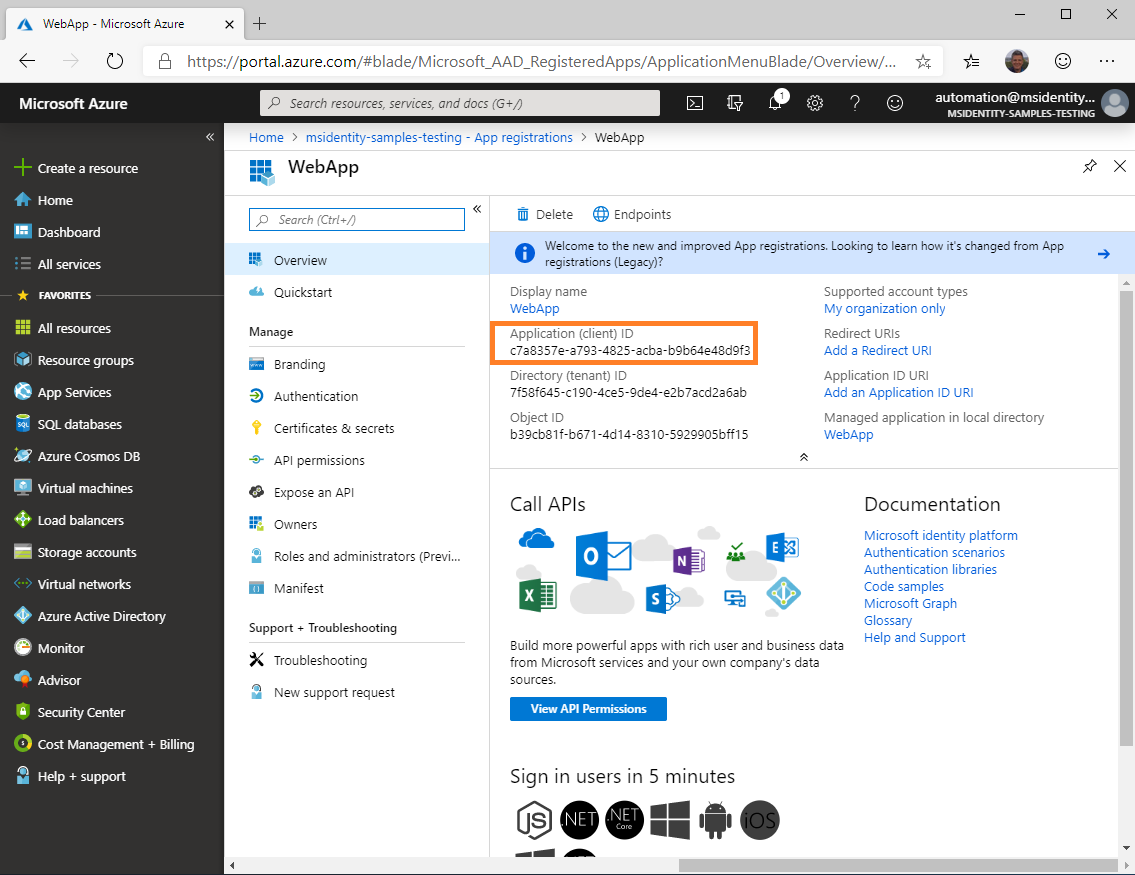 WebApp - Microsoft Azure
https://portal.azure.com/#blade/Microsoft_AAD_RegisteredApps/ApplicationMenuBlade/Overview/...
Microsoft Azure
Search resources, services, and docs (G+/)
1
automation@msidentity...
MSIDENTITY-SAMPLES-TESTING
Create a resource
Home
Dashboard
All services
FAVORITES
All resources
Resource groups
App Services
SQL databases
Azure Cosmos DB
Virtual machines
Load balancers
Storage accounts
Virtual networks
Azure Active Directory
Monitor
Advisor
Security Center
Cost Management + Billing
Help + support
Home > msidentity-samples-testing - App registrations > WebApp
WebApp
Search (Ctrl+/)
Overview
Quickstart
Manage
Branding
Authentication
Certificates & secrets
API permissions
Expose an API
Owners
Roles and administrators (Previ...
Manifest
Support + Troubleshooting
Troubleshooting
New support request
Delete
Endpoints
Welcome to the new and improved App registrations. Looking to learn how it's changed from App
registrations (Legacy)?
Display name
WebApp
Application (client) ID
c7a8357e-a793-4825-acba-b9b64e48d9f3
Directory (tenant) ID
7f58f645-c190-4ce5-9de4-e2b7acd2a6ab
Object ID
b39cb81f-b671-4d14-8310-5929905bff15
Supported account types
My organization only
Redirect URIs
Add a Redirect URI
Application ID URI
Add an Application ID URI
Managed application in local directory
WebApp
Call APIs
Build more powerful apps with rich user and business data
from Microsoft services and your own company's data
sources.
View API Permissions
Documentation
Microsoft identity platform
Authentication scenarios
Authentication libraries
Code samples
Microsoft Graph
Glossary
Help and Support
Sign in users in 5 minutes
JS
.NET
.NET
Core
iOS